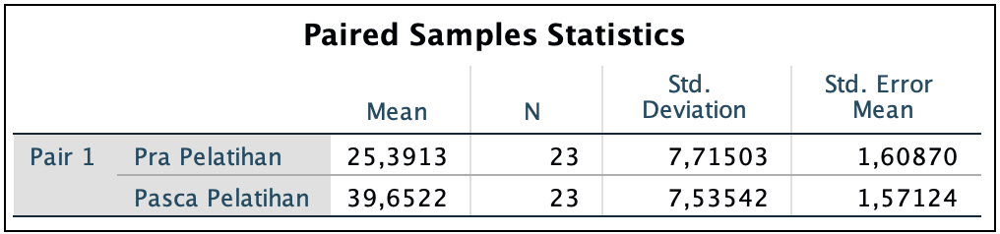 Paired Samples Statistics
Mean N Std. Deviation Std. Error Mean
Pair 1 Pra Pelatihan 25,3913 23 7,71503 1,60870
Pasca Pelatihan 39,6522 23 7,53542 1,57124